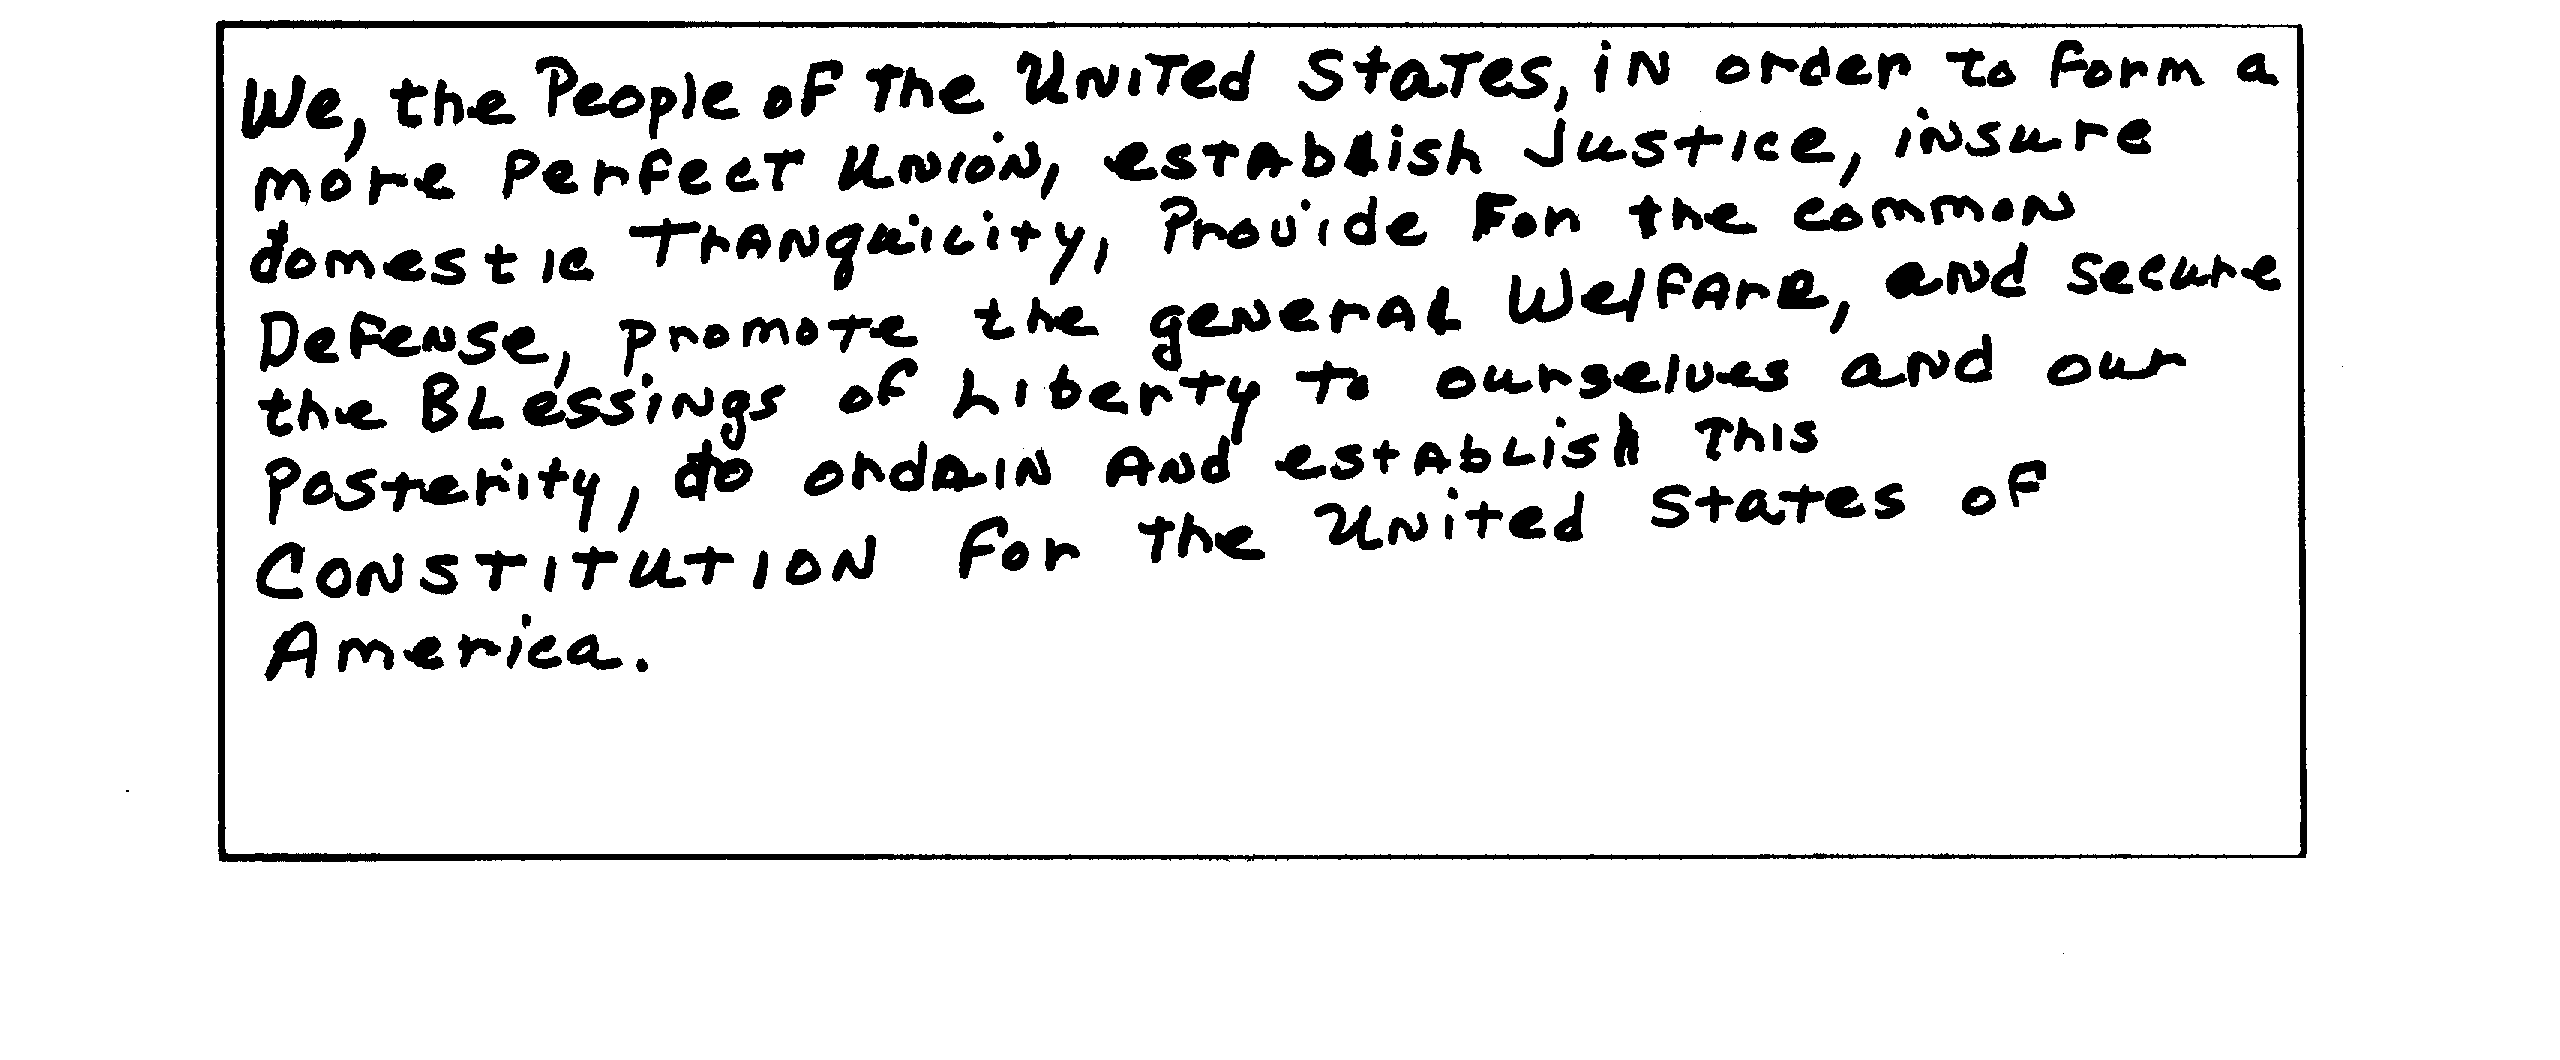 We, the People of the United States, in order to form a
more perfect Union, establish Justice, insure
domestic Tranquility, Provide For the common
Defense, promote the general Welfare, and secure
the Blessings of Liberty to ourselves and our
Posterity, do ordain and establish This
Constitution for the United States of
America.